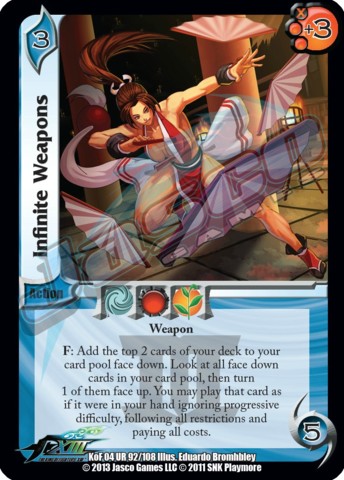 3
+3
Infinite Weapons
Action
Weapon
F: Add the top 2 cards of your deck to your
card pool face down. Look at all face down
cards in your card pool, then turn
1 of them face up. You may play that card as
if it were in your hand ignoring progressive
difficulty, following all restrictions and
paying all costs.
5
XIII
KoF 04 UR 92/108 Illus. Eduardo Bromhbley
© 2013 Jasco Games LLC © 2011 SNK Playmore